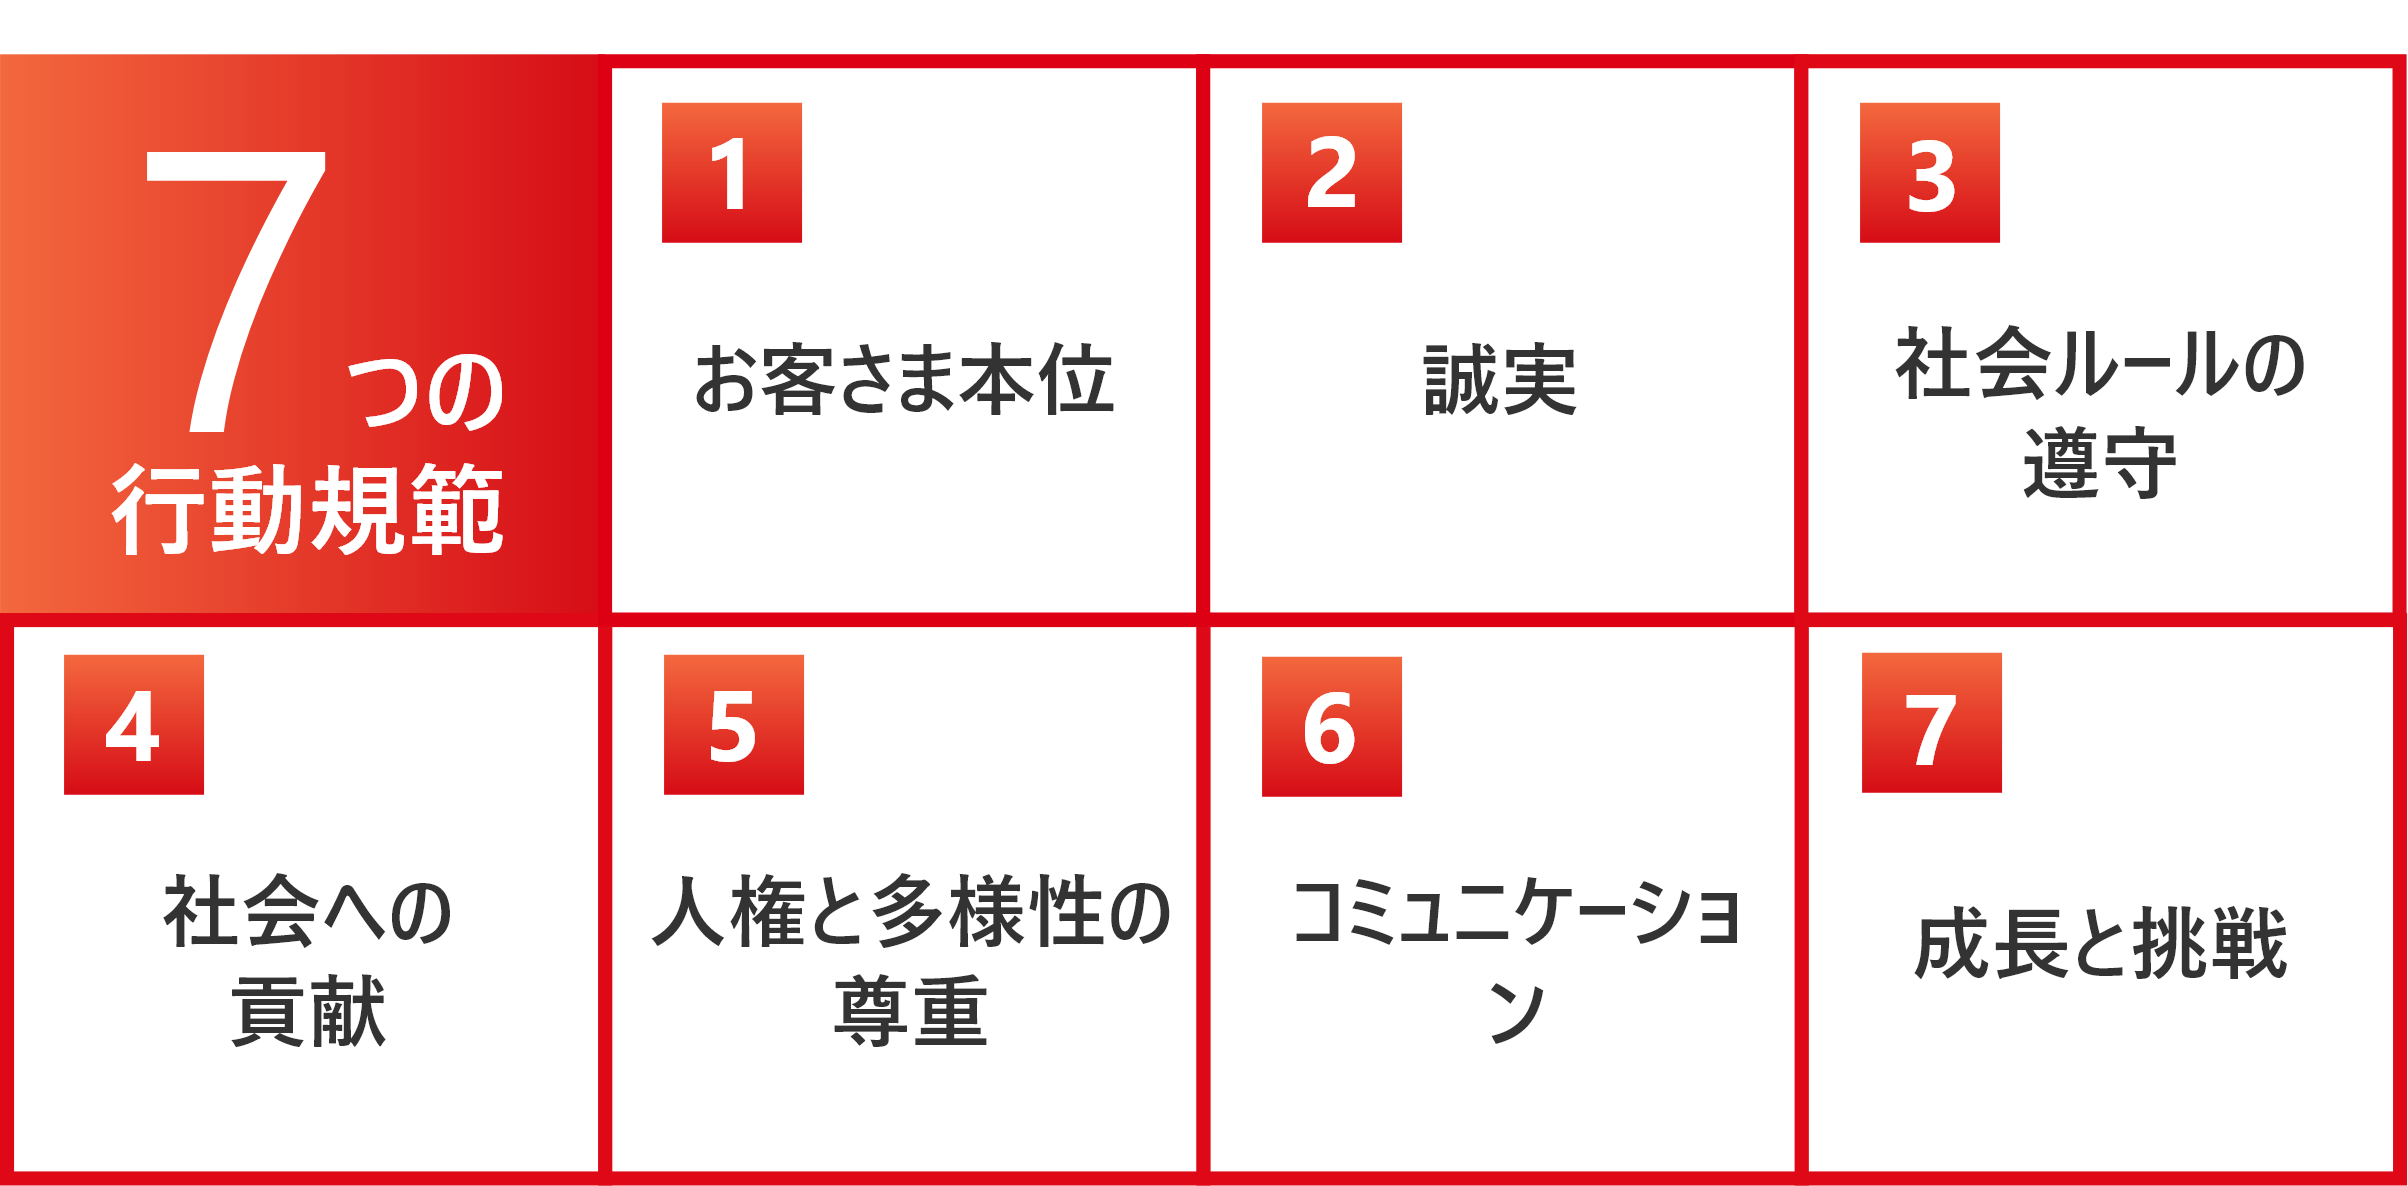 7つの
行動規範
1
お客さま本位
2
誠実
3
社会ルールの
遵守
4
社会への
貢献
5
人権と多様性の
尊重
6
コミュニケーショ
ン
7
成長と挑戦